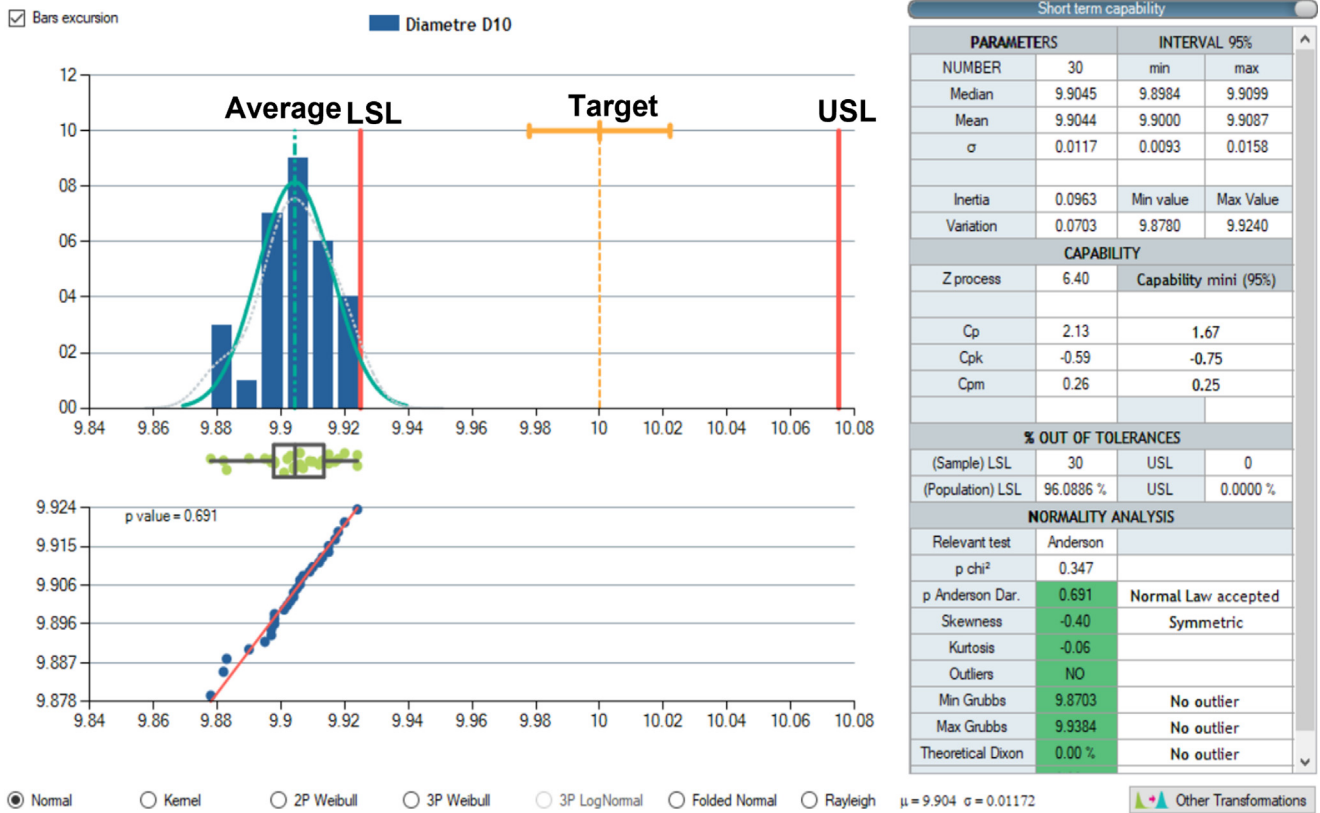 Bars excursion
Diametre D10
12
10
08
06
04
02
00
Average
LSL
Target
USL
9.84 9.86 9.88 9.9 9.92 9.94 9.96 9.98 10 10.02 10.04 10.06 10.08
9.924
9.915
9.906
9.896
9.887
9.878
p value = 0.691
9.84 9.86 9.88 9.9 9.92 9.94 9.96 9.98 10 10.02 10.04 10.06 10.08
Short term capability
PARAMETERS INTERVAL 95%
NUMBER 30 min max
Median 9.9045 9.8984 9.9099
Mean 9.9044 9.9000 9.9087
σ 0.0117 0.0093 0.0158
Inertia 0.0963 Min value Max Value
Variation 0.0703 9.8780 9.9240
CAPABILITY
Z process 6.40 Capability mini (95%)
Cp 2.13 1.67
Cpk -0.59 -0.75
Cpm 0.26 0.25
% OUT OF TOLERANCES
(Sample) LSL 30 USL 0
(Population) LSL 96.0886 % USL 0.0000 %
NORMALITY ANALYSIS
Relevant test Anderson
p chi² 0.347
p Anderson Dar. 0.691 Normal Law accepted
Skewness -0.40 Symmetric
Kurtosis -0.06
Outliers NO
Min Grubbs 9.8703 No outlier
Max Grubbs 9.9384 No outlier
Theoretical Dixon 0.00 % No outlier
Normal Kernel 2P Weibull 3P Weibull 3P LogNormal Folded Normal Rayleigh μ = 9.904 σ = 0.01172 Other Transformations